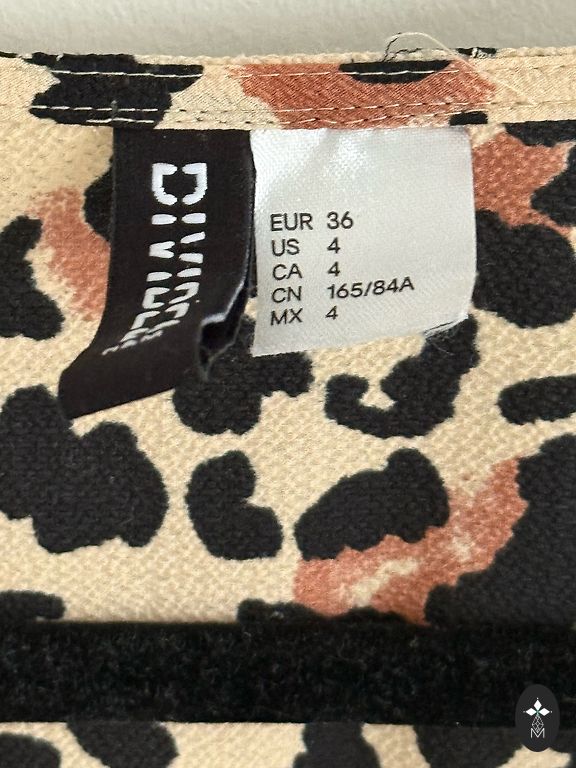 DIVIDED
EUR 36
US 4
CA 4
CN 165/84A
MX 4